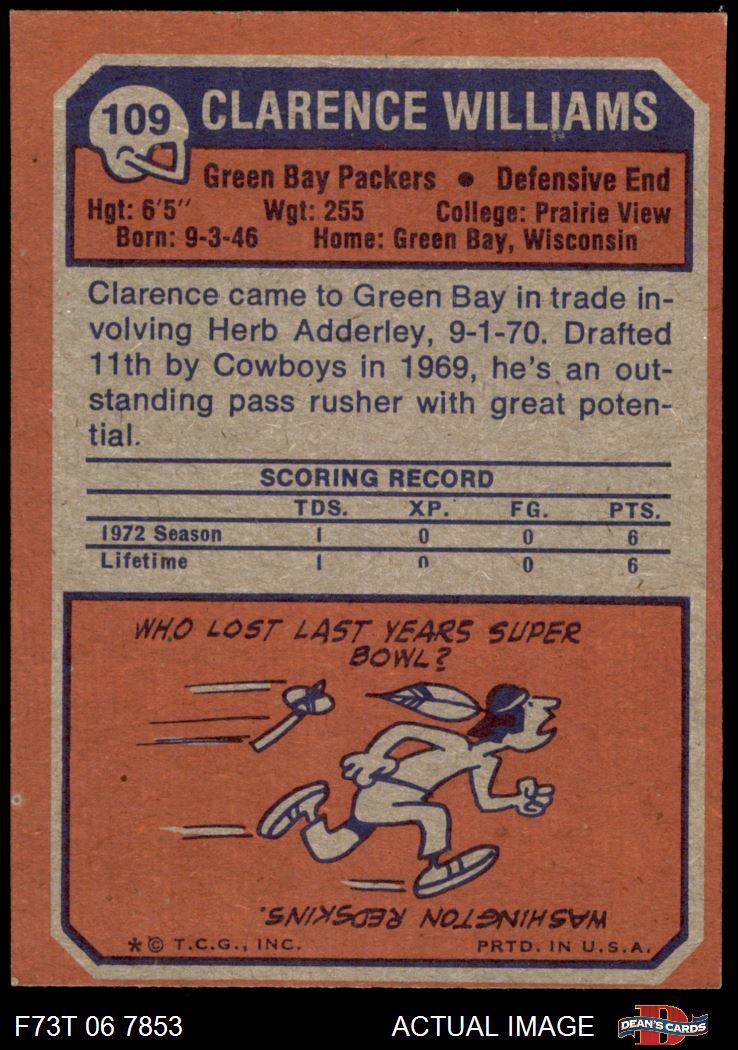 109
CLARENCE WILLIAMS
Green Bay Packers • Defensive End
Hgt: 6'5" Wgt: 255 College: Prairie View
Born: 9-3-46 Home: Green Bay, Wisconsin
Clarence came to Green Bay in trade in-
volving Herb Adderley, 9-1-70. Drafted
11th by Cowboys in 1969, he's an out-
standing pass rusher with great poten-
tial.
SCORING RECORD
TDS. XP. FG. PTS.
1972 Season 1 0 0 6
Lifetime 1 0 0 6
WHO LOST LAST YEARS SUPER
BOWL?
WASHINGTON REDSKINS.
*© T.C.G., INC. PRTD. IN U.S.A.
F73T 06 7853 ACTUAL IMAGE D DEAN'S CARDS